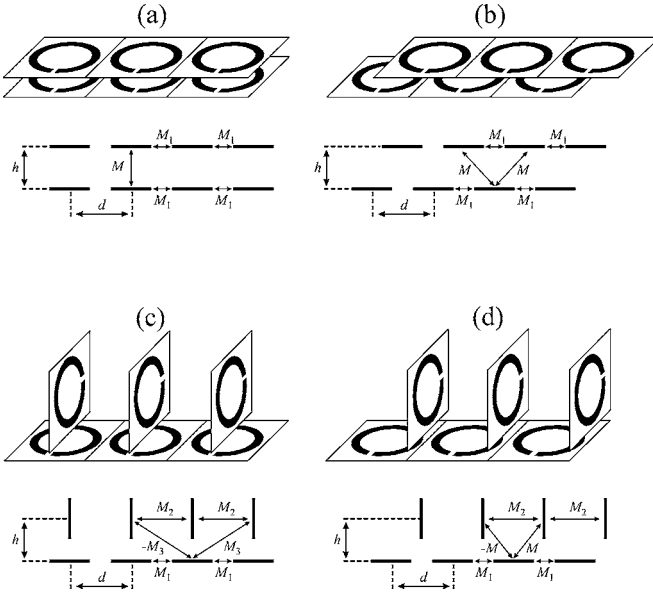 (a) (b)
M₁ M₁ M₁ M₁
h M h M M
M₁ M₁ M₁ M₁
d d
(c) (d)
M₂ M₂ M₂ M₂
h -M₃ M₃ h -M M
M₁ M₁ M₁ M₁
d d